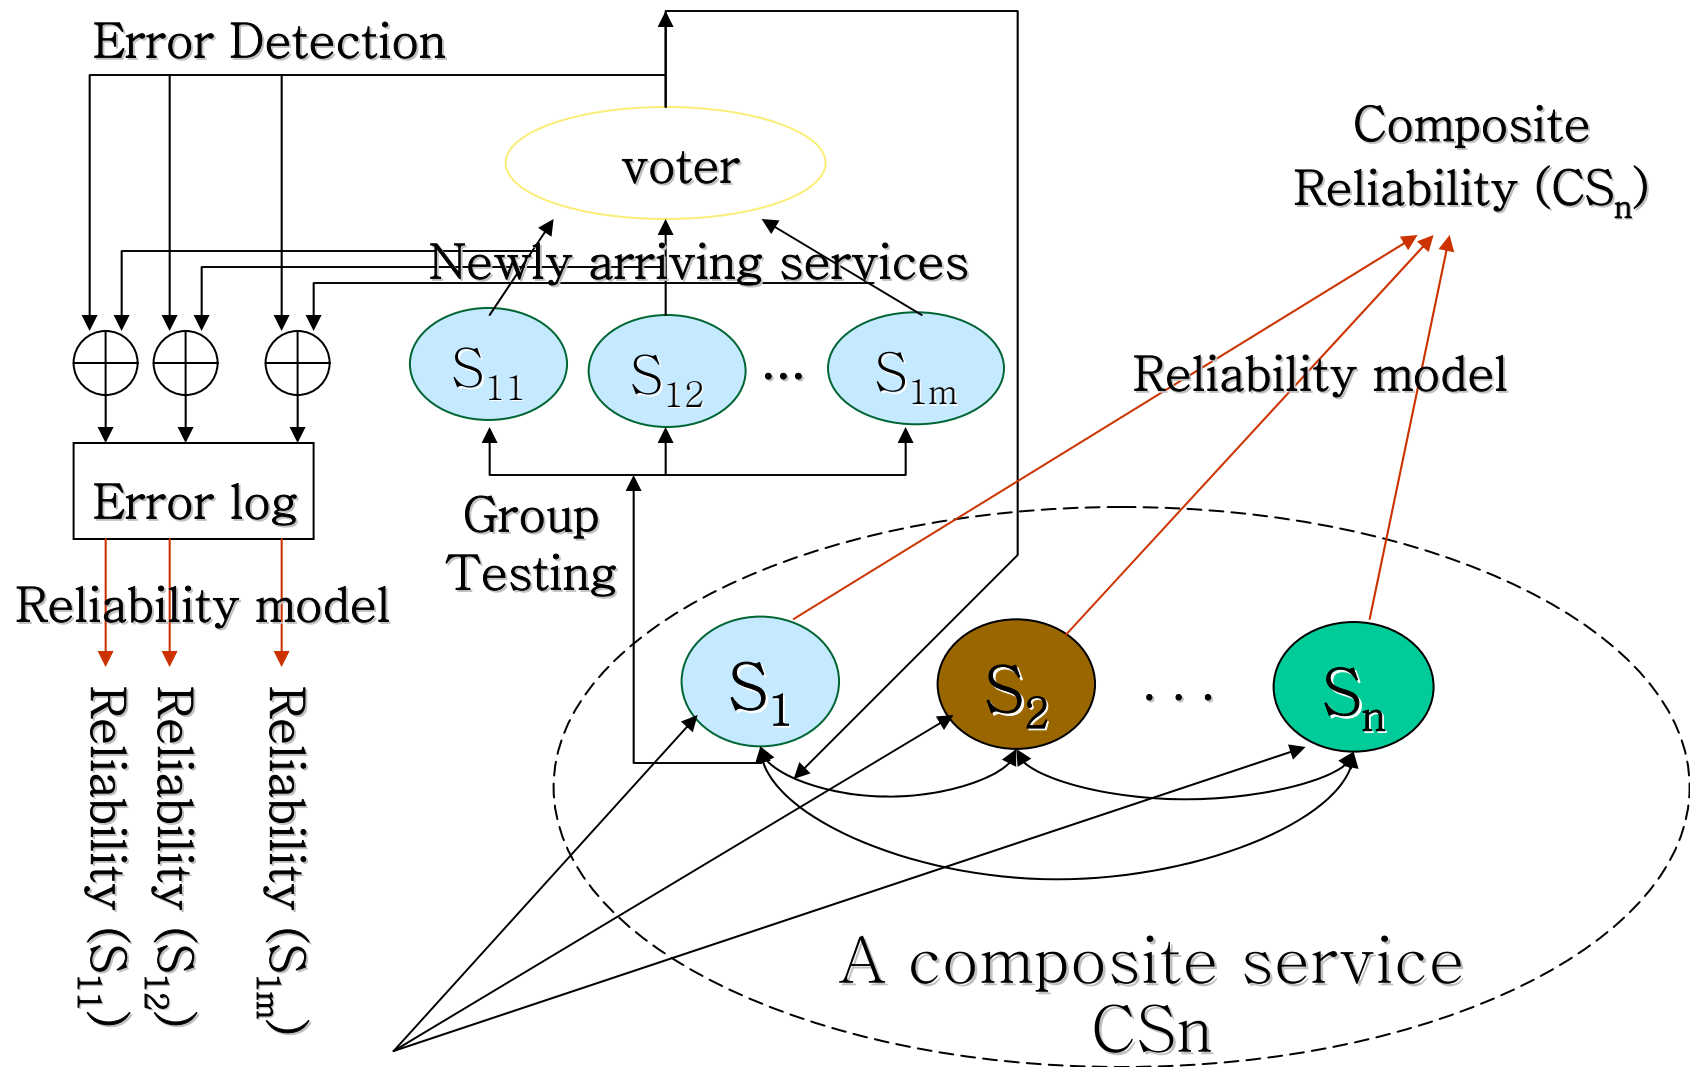 Error Detection
voter
Composite
Reliability (CSn)
Newly arriving services
S11
S12
...
S1m
Reliability model
Error log
Group
Testing
Reliability model
S1
S2
. . .
Sn
Reliability (S11)
Reliability (S12)
Reliability (S1m)
A composite service
CSn